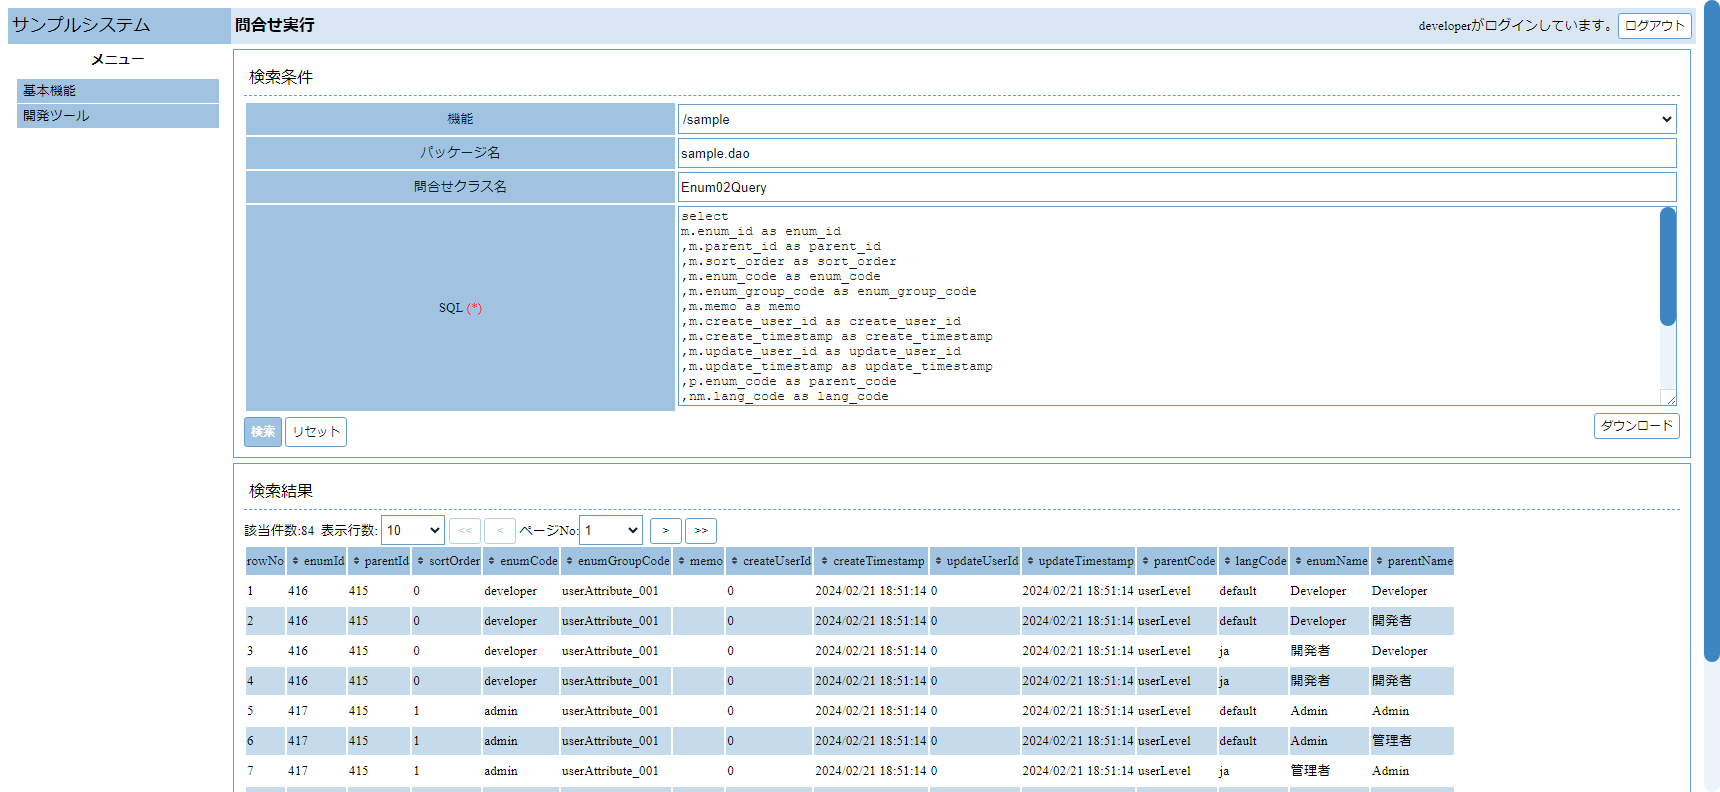 サンプルシステム
問合せ実行
developerがログインしています。 ログアウト
メニュー
基本機能
開発ツール
検索条件
機能 /sample
パッケージ名 sample.dao
問合せクラス名 Enum02Query
SQL (*)
select
m.enum_id as enum_id
,m.parent_id as parent_id
,m.sort_order as sort_order
,m.enum_code as enum_code
,m.enum_group_code as enum_group_code
,m.memo as memo
,m.create_user_id as create_user_id
,m.create_timestamp as create_timestamp
,m.update_user_id as update_user_id
,m.update_timestamp as update_timestamp
,p.enum_code as parent_code
,nm.lang_code as lang_code
検索 リセット ダウンロード
検索結果
該当件数:84 表示行数: 10 << < ページNo: 1 > >>
rowNo enumId parentId sortOrder enumCode enumGroupCode memo createUserId createTimestamp updateUserId updateTimestamp parentCode langCode enumName parentName
1 416 415 0 developer userAttribute_001 0 2024/02/21 18:51:14 0 2024/02/21 18:51:14 userLevel default Developer Developer
2 416 415 0 developer userAttribute_001 0 2024/02/21 18:51:14 0 2024/02/21 18:51:14 userLevel default Developer 開発者
3 416 415 0 developer userAttribute_001 0 2024/02/21 18:51:14 0 2024/02/21 18:51:14 userLevel ja 開発者 Developer
4 416 415 0 developer userAttribute_001 0 2024/02/21 18:51:14 0 2024/02/21 18:51:14 userLevel ja 開発者 開発者
5 417 415 1 admin userAttribute_001 0 2024/02/21 18:51:14 0 2024/02/21 18:51:14 userLevel default Admin Admin
6 417 415 1 admin userAttribute_001 0 2024/02/21 18:51:14 0 2024/02/21 18:51:14 userLevel default Admin 管理者
7 417 415 1 admin userAttribute_001 0 2024/02/21 18:51:14 0 2024/02/21 18:51:14 userLevel ja 管理者 Admin